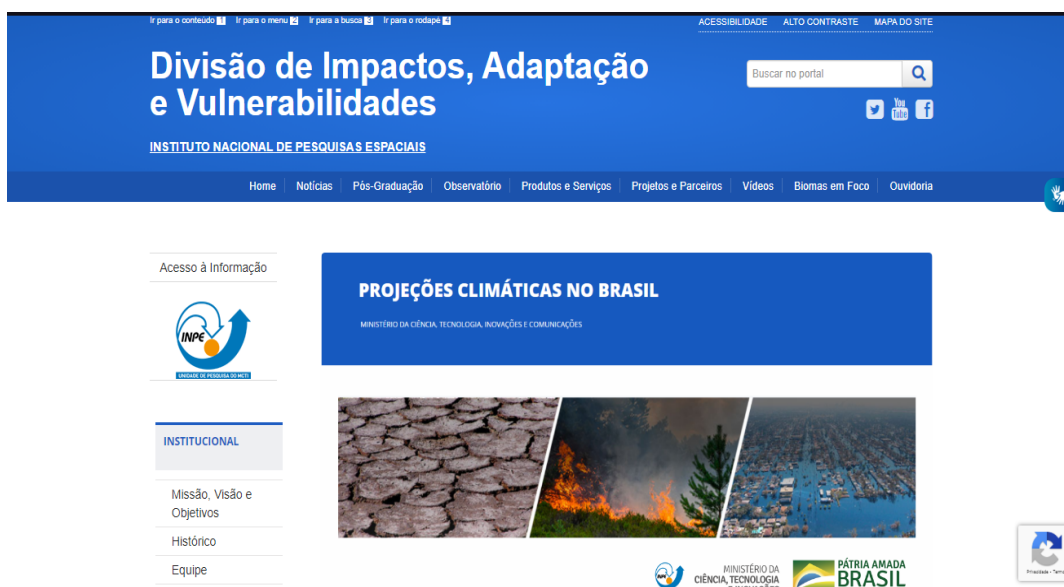 Ir para o conteúdo 1 Ir para o menu 2 Ir para a busca 3 Ir para o rodapé 4
ACESSIBILIDADE ALTO CONTRASTE MAPA DO SITE
Divisão de Impactos, Adaptação
e Vulnerabilidades
Buscar no portal
You
Tube
INSTITUTO NACIONAL DE PESQUISAS ESPACIAIS
Home Notícias Pós-Graduação Observatório Produtos e Serviços Projetos e Parceiros Vídeos Biomas em Foco Ouvidoria
Acesso à Informação
INPE
UNIDADE DE PESQUISA DO MCTI
INSTITUCIONAL
Missão, Visão e
Objetivos
Histórico
Equipe
PROJEÇÕES CLIMÁTICAS NO BRASIL
MINISTÉRIO DA CIÊNCIA, TECNOLOGIA, INOVAÇÕES E COMUNICAÇÕES
INPE
MINISTÉRIO DA
CIÊNCIA, TECNOLOGIA
PÁTRIA AMADA
BRASIL